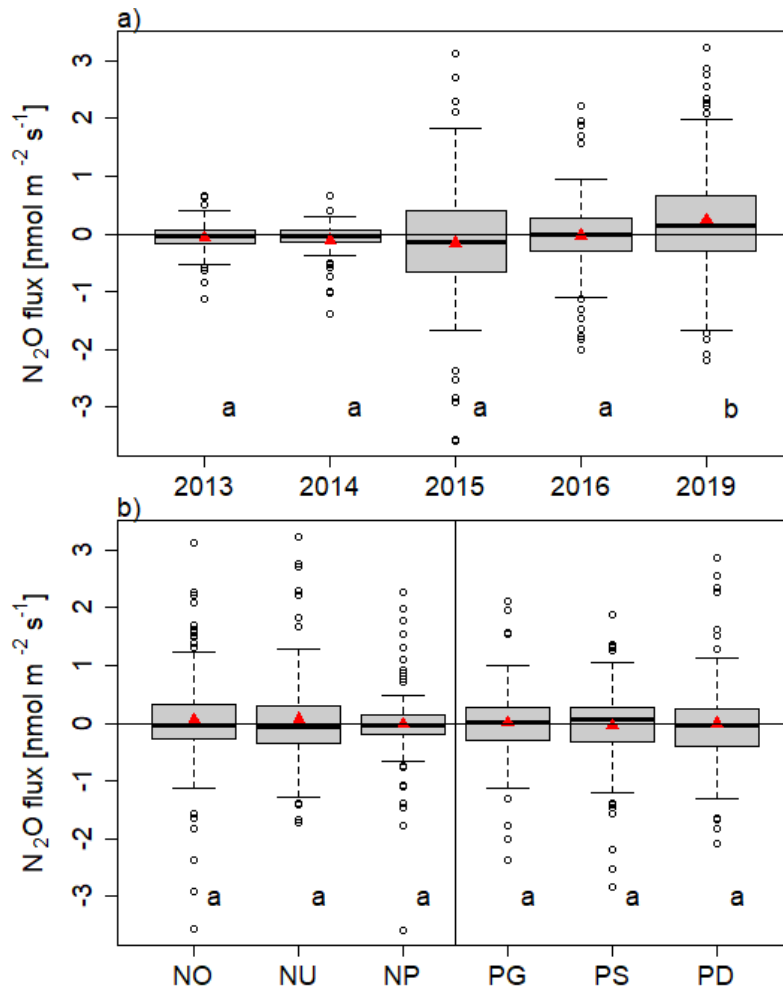 a)
N₂O flux [nmol m⁻² s⁻¹]
3
2
1
0
-1
-2
-3
a a a a b
2013 2014 2015 2016 2019
b)
N₂O flux [nmol m⁻² s⁻¹]
3
2
1
0
-1
-2
-3
a a a a a a
NO NU NP PG PS PD